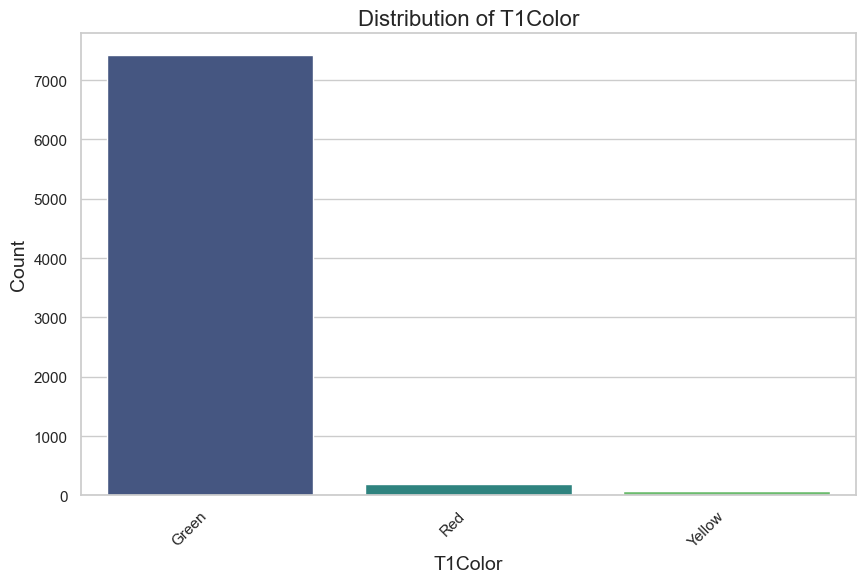 Distribution of T1Color
Count
7000
6000
5000
4000
3000
2000
1000
0
Green
Red
Yellow
T1Color